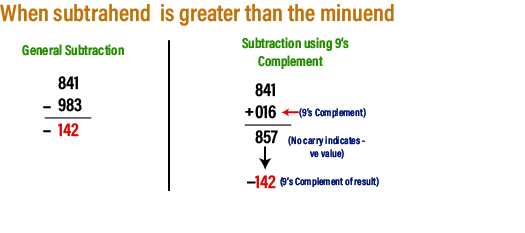 When subtrahend is greater than the minuend
General Subtraction
841
– 983
– 142
Subtraction using 9's
Complement
841
+ 016 (9's Complement)
857 (No carry indicates -
ve value)
–142 (9's Complement of result)